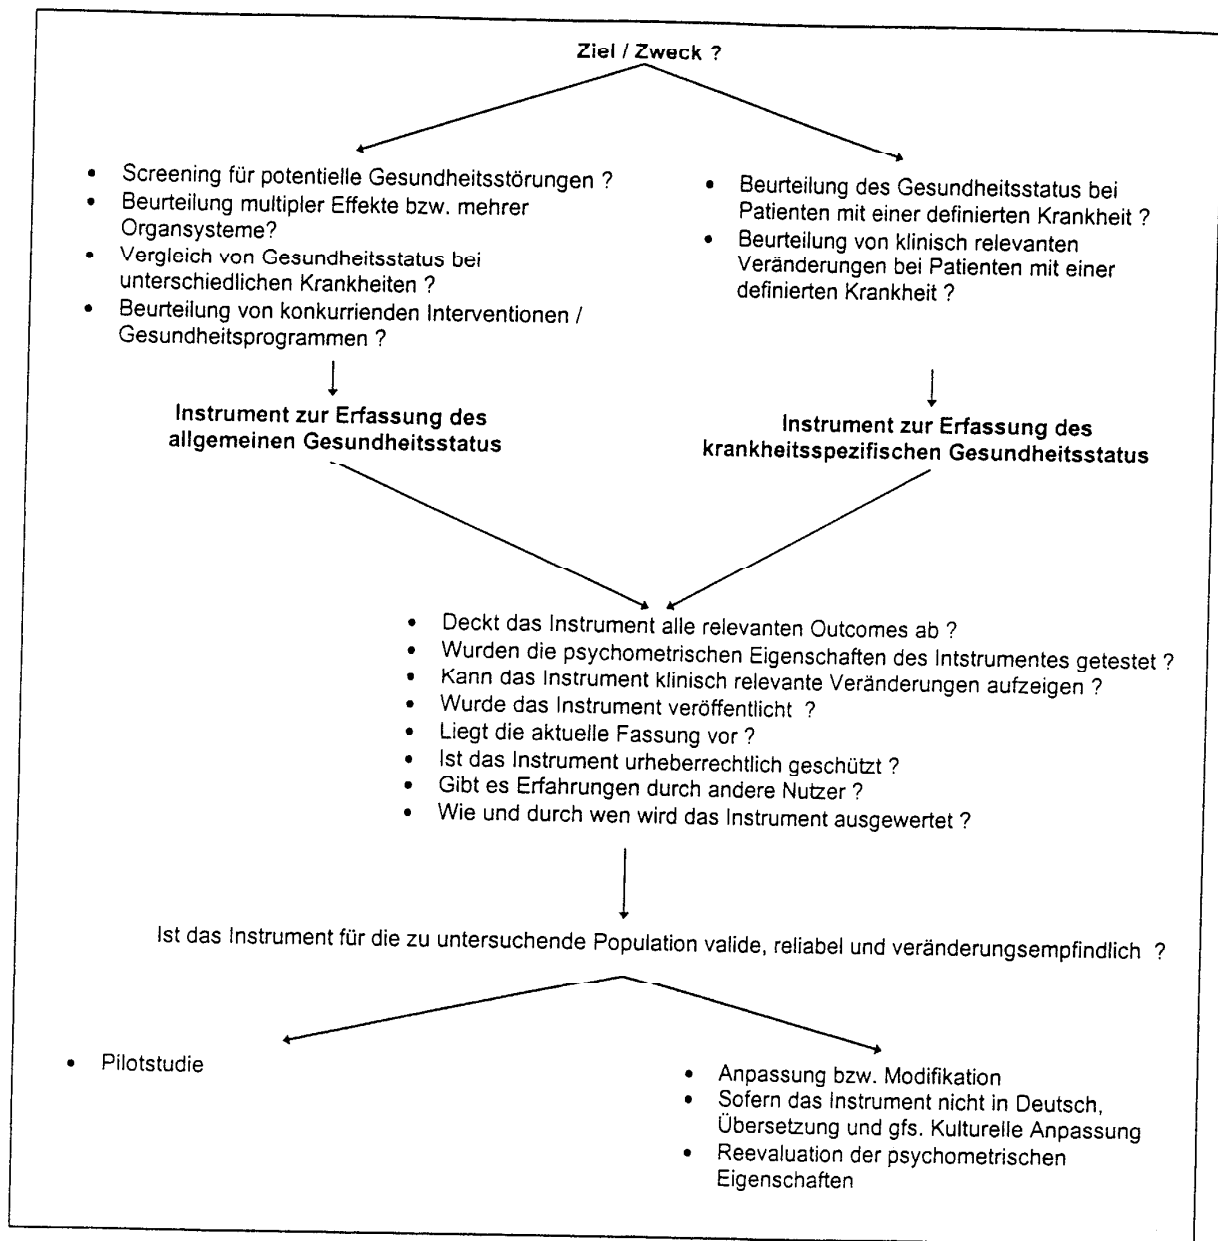 Ziel / Zweck ?
• Screening für potentielle Gesundheitsstörungen ?
• Beurteilung multipler Effekte bzw. mehrer
Organsysteme?
• Vergleich von Gesundheitsstatus bei
unterschiedlichen Krankheiten ?
• Beurteilung von konkurrienden Interventionen /
Gesundheitsprogrammen ?
Instrument zur Erfassung des
allgemeinen Gesundheitsstatus
• Beurteilung des Gesundheitsstatus bei
Patienten mit einer definierten Krankheit ?
• Beurteilung von klinisch relevanten
Veränderungen bei Patienten mit einer
definierten Krankheit ?
Instrument zur Erfassung des
krankheitsspezifischen Gesundheitsstatus
• Deckt das Instrument alle relevanten Outcomes ab ?
• Wurden die psychometrischen Eigenschaften des Intstrumentes getestet ?
• Kann das Instrument klinisch relevante Veränderungen aufzeigen ?
• Wurde das Instrument veröffentlicht ?
• Liegt die aktuelle Fassung vor ?
• Ist das Instrument urheberrechtlich geschützt ?
• Gibt es Erfahrungen durch andere Nutzer ?
• Wie und durch wen wird das Instrument ausgewertet ?
Ist das Instrument für die zu untersuchende Population valide, reliabel und veränderungsempfindlich ?
• Pilotstudie
• Anpassung bzw. Modifikation
• Sofern das Instrument nicht in Deutsch,
Übersetzung und gfs. Kulturelle Anpassung
• Reevaluation der psychometrischen
Eigenschaften